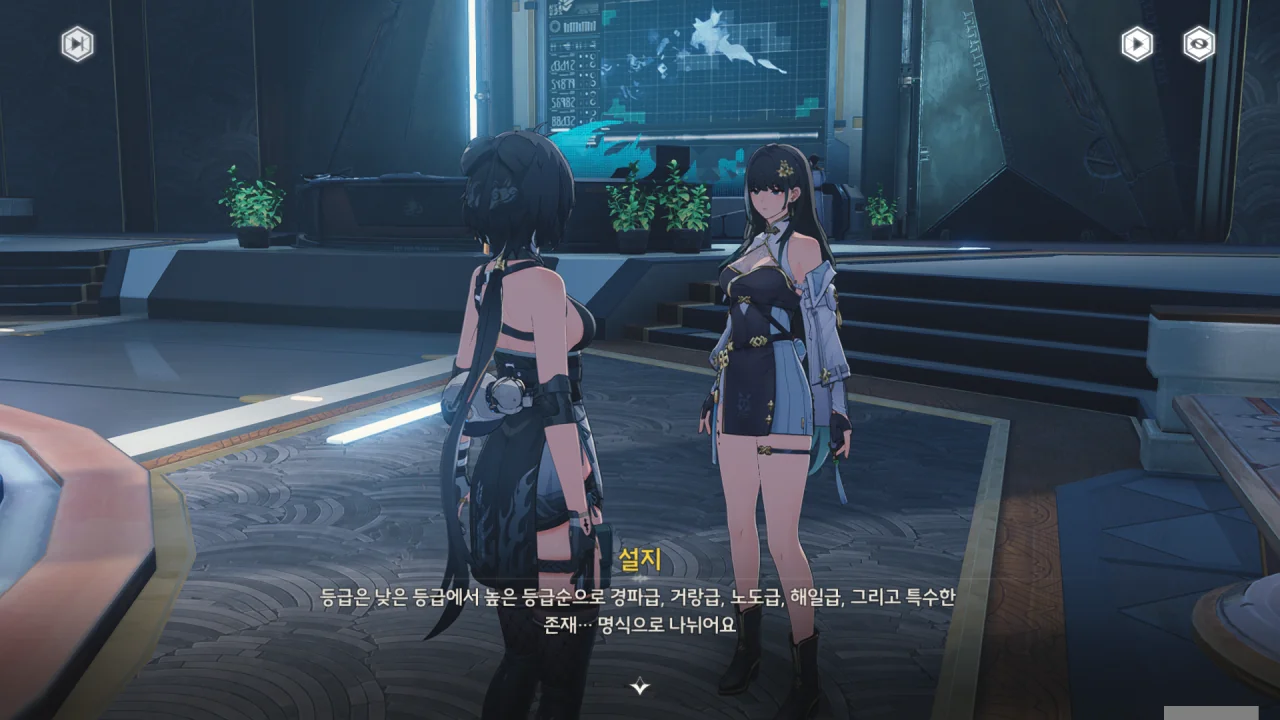 설지
등급은 낮은 등급에서 높은 등급순으로 경파급, 거랑급, 노도급, 해일급, 그리고 특수한
존재… 명식으로 나뉘어요